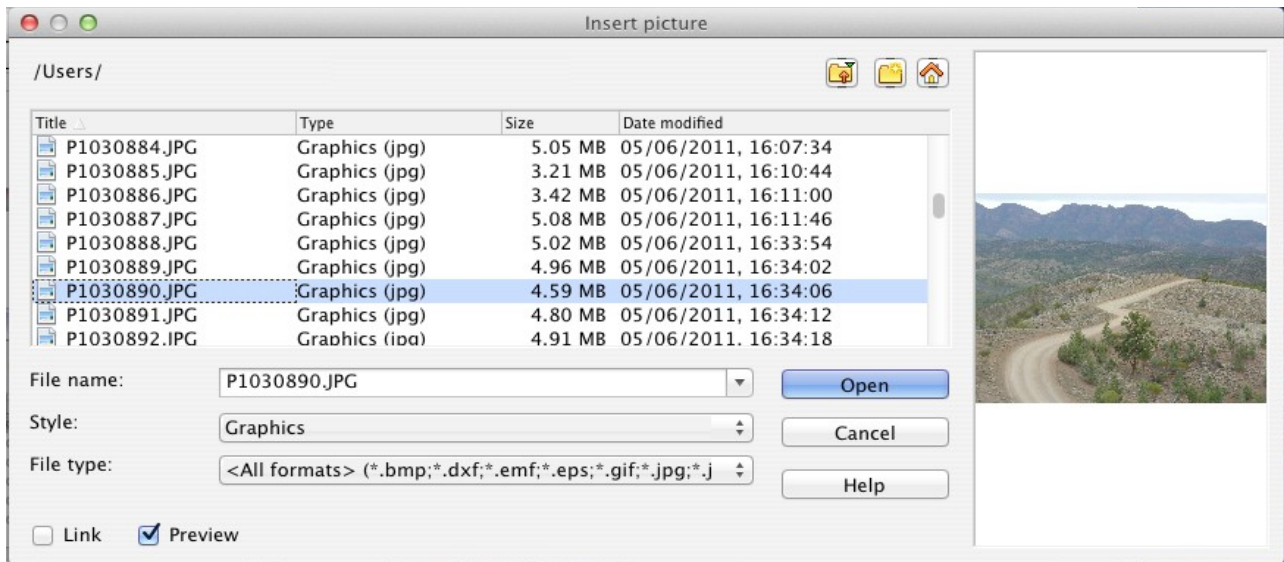 Insert picture
/Users/
Title Type Size Date modified
P1030884.JPG Graphics (jpg) 5.05 MB 05/06/2011, 16:07:34
P1030885.JPG Graphics (jpg) 3.21 MB 05/06/2011, 16:10:44
P1030886.JPG Graphics (jpg) 3.42 MB 05/06/2011, 16:11:00
P1030887.JPG Graphics (jpg) 5.08 MB 05/06/2011, 16:11:46
P1030888.JPG Graphics (jpg) 5.02 MB 05/06/2011, 16:33:54
P1030889.JPG Graphics (jpg) 4.96 MB 05/06/2011, 16:34:02
P1030890.JPG Graphics (jpg) 4.59 MB 05/06/2011, 16:34:06
P1030891.JPG Graphics (jpg) 4.80 MB 05/06/2011, 16:34:12
P1030892.JPG Graphics (jpg) 4.91 MB 05/06/2011, 16:34:18
File name: P1030890.JPG Open
Style: Graphics Cancel
File type: <All formats> (*.bmp;*.dxf;*.emf;*.eps;*.gif;*.jpg;*.j Help
Link Preview